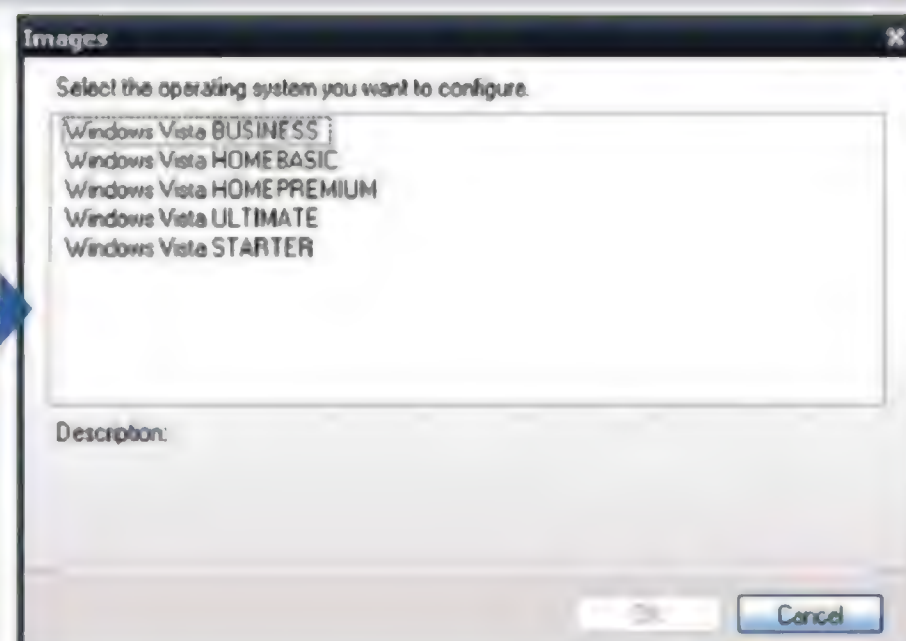 Images
Select the operating system you want to configure.
Windows Vista BUSINESS
Windows Vista HOMEBASIC
Windows Vista HOMEPREMIUM
Windows Vista ULTIMATE
Windows Vista STARTER
Description:
Cancel